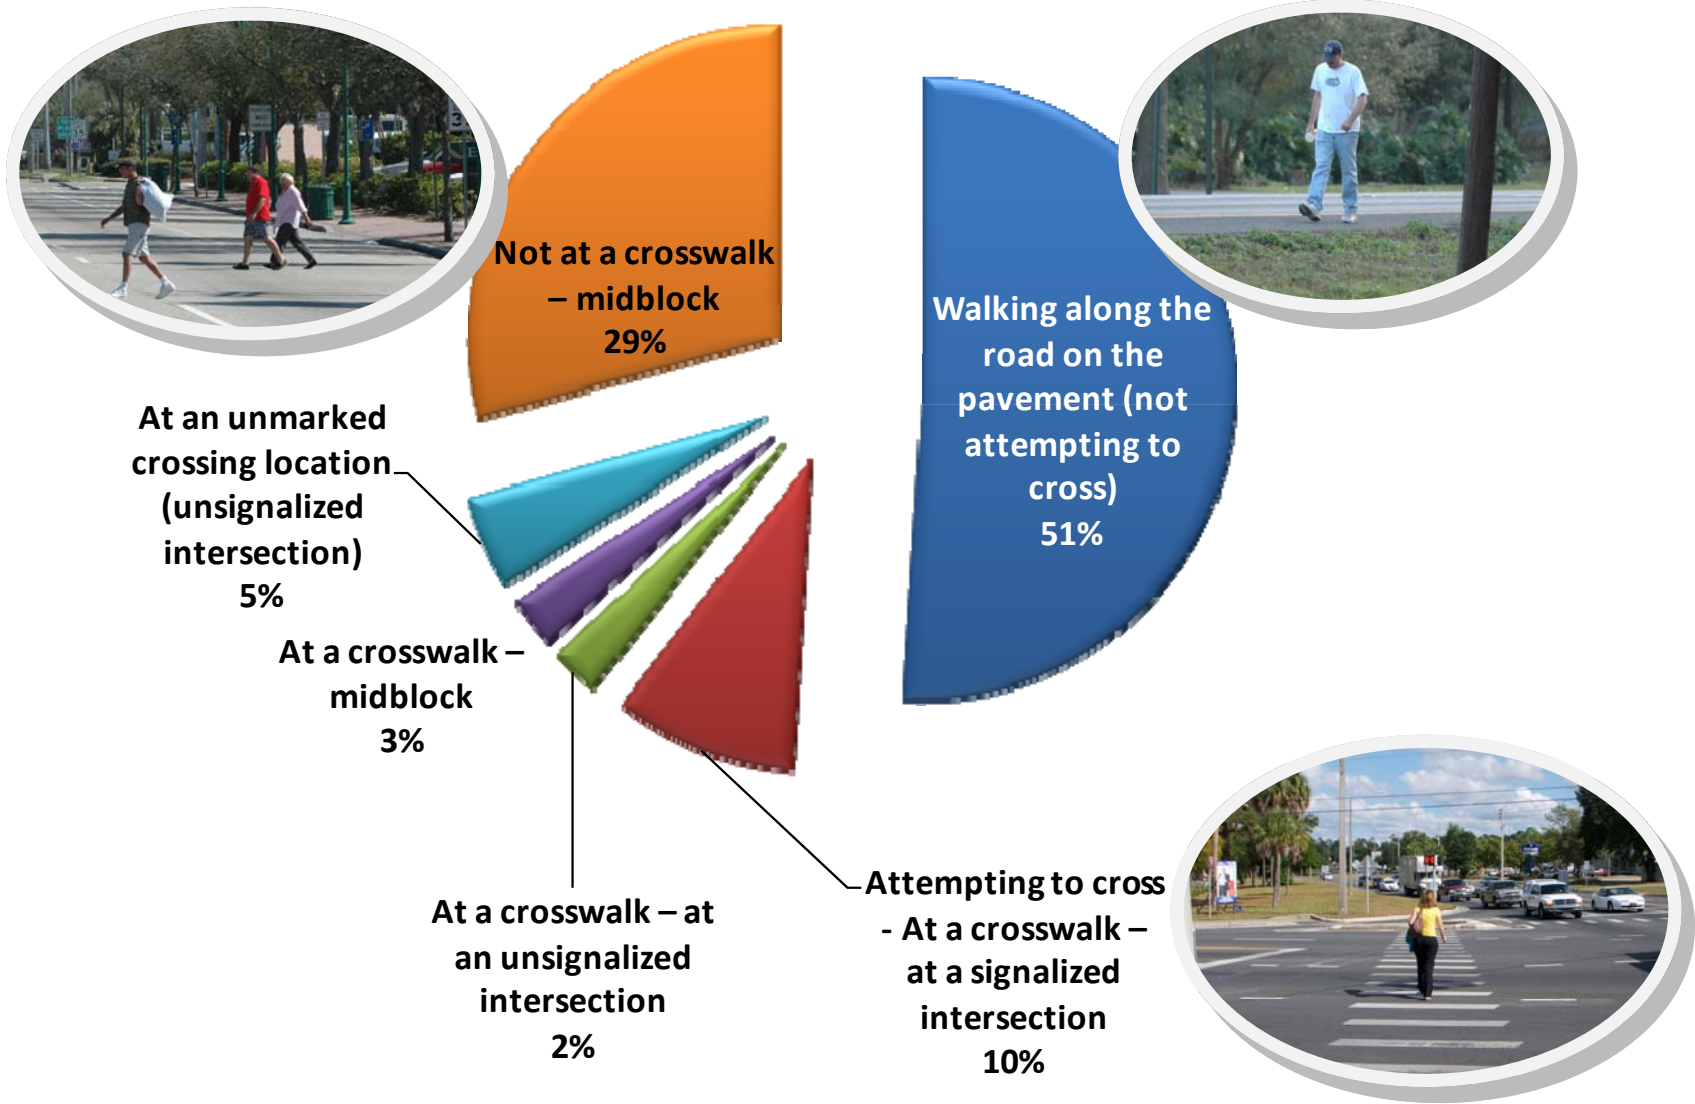 Not at a crosswalk
– midblock
29%
Walking along the
road on the
pavement (not
attempting to
cross)
51%
At an unmarked
crossing location
(unsignalized
intersection)
5%
At a crosswalk –
midblock
3%
At a crosswalk – at
an unsignalized
intersection
2%
Attempting to cross
- At a crosswalk –
at a signalized
intersection
10%